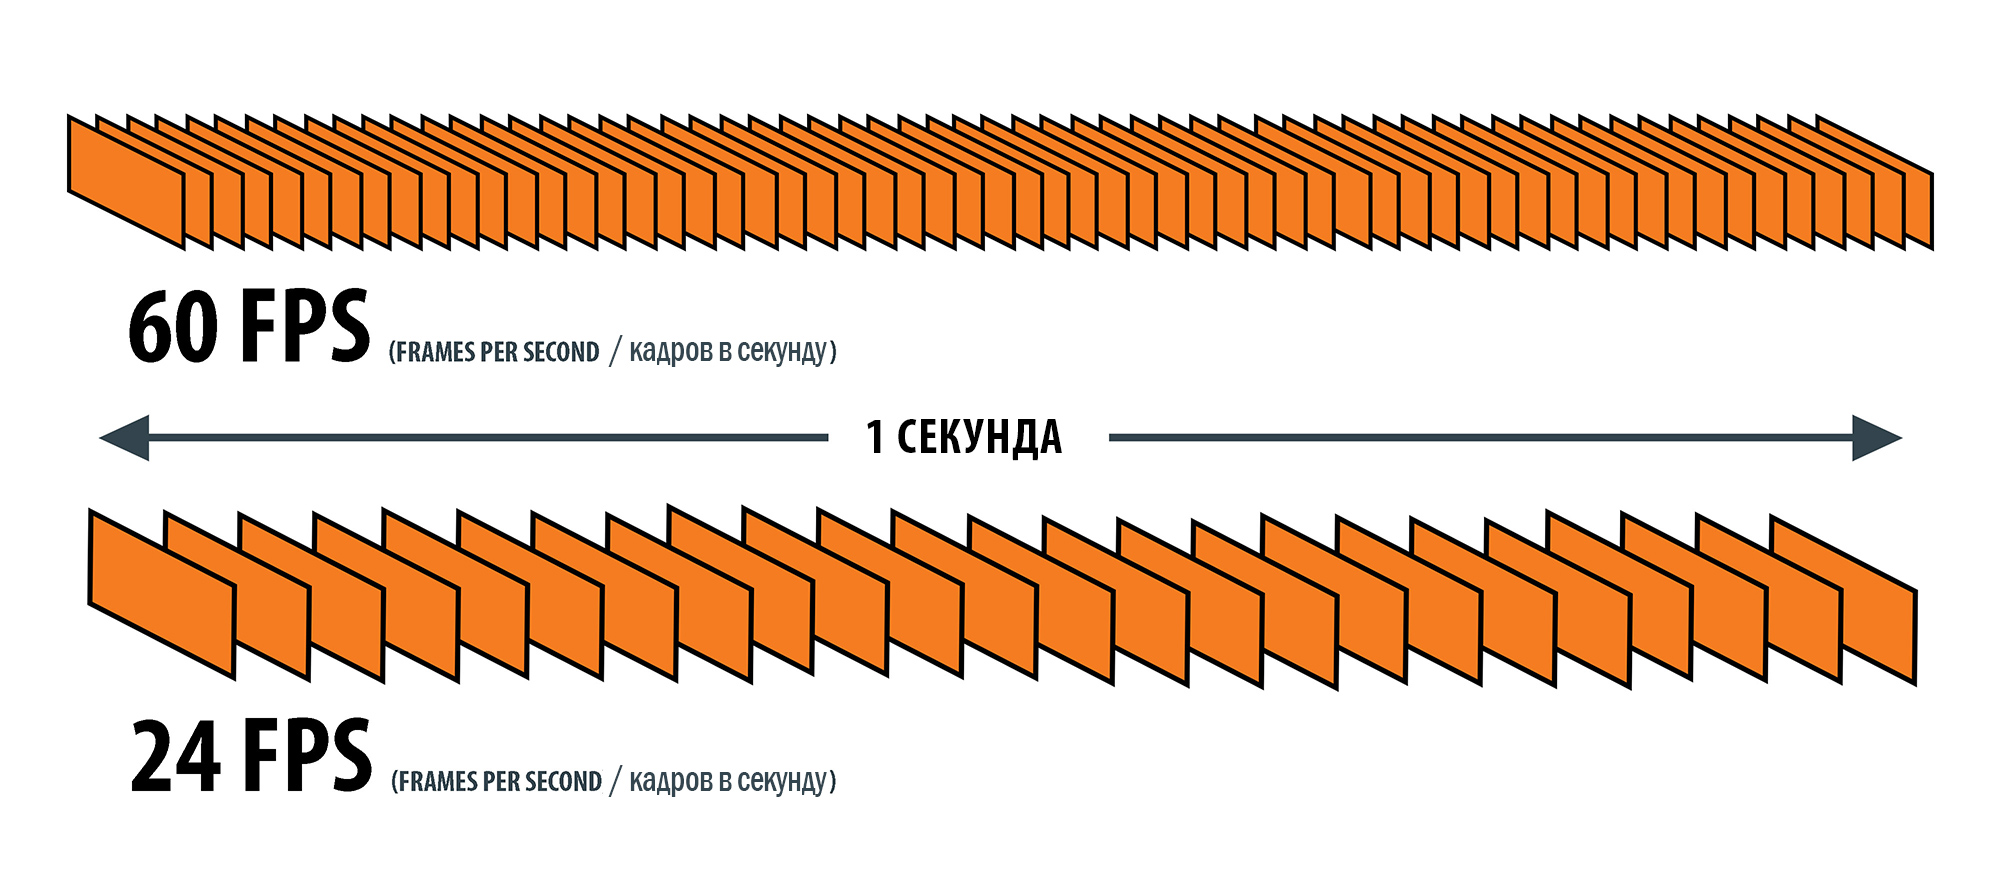 60 FPS (FRAMES PER SECOND / кадров в секунду)
1 СЕКУНДА
24 FPS (FRAMES PER SECOND / кадров в секунду)